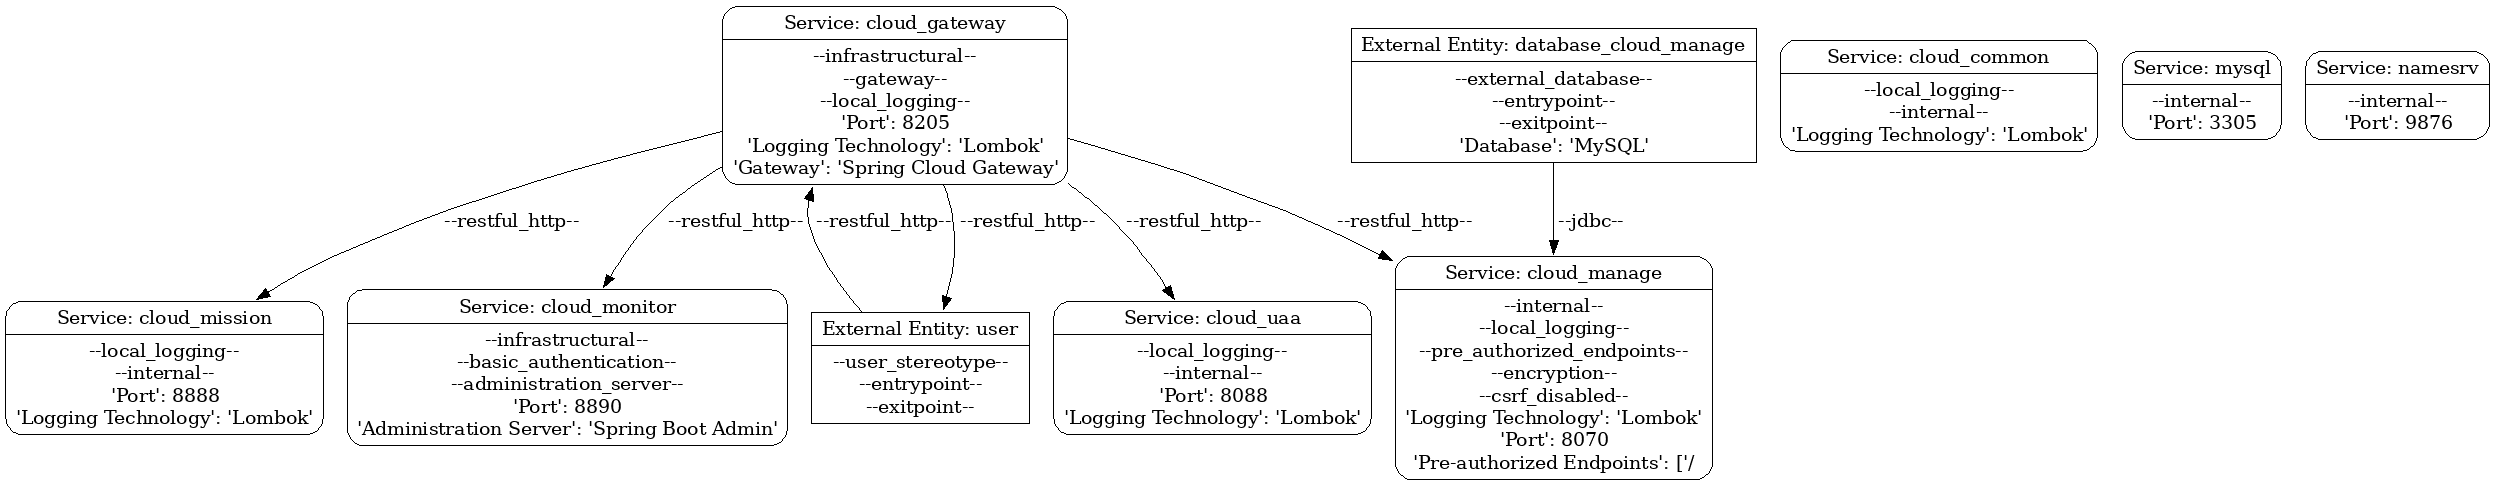 Service: cloud_gateway
--infrastructural--
--gateway--
--local_logging--
'Port': 8205
'Logging Technology': 'Lombok'
'Gateway': 'Spring Cloud Gateway'
External Entity: database_cloud_manage
--external_database--
--entrypoint--
--exitpoint--
'Database': 'MySQL'
Service: cloud_common
--local_logging--
--internal--
'Logging Technology': 'Lombok'
Service: mysql
--internal--
'Port': 3305
Service: namesrv
--internal--
'Port': 9876
--restful_http--
--restful_http--
--restful_http--
--restful_http--
--restful_http--
--restful_http--
--jdbc--
Service: cloud_mission
--local_logging--
--internal--
'Port': 8888
'Logging Technology': 'Lombok'
Service: cloud_monitor
--infrastructural--
--basic_authentication--
--administration_server--
'Port': 8890
'Administration Server': 'Spring Boot Admin'
External Entity: user
--user_stereotype--
--entrypoint--
--exitpoint--
Service: cloud_uaa
--local_logging--
--internal--
'Port': 8088
'Logging Technology': 'Lombok'
Service: cloud_manage
--internal--
--local_logging--
--pre_authorized_endpoints--
--encryption--
--csrf_disabled--
'Logging Technology': 'Lombok'
'Port': 8070
'Pre-authorized Endpoints': ['/